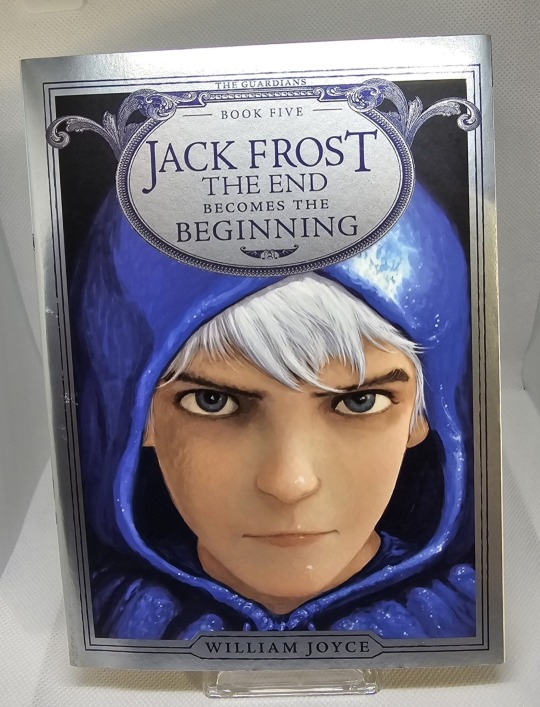 THE GUARDIANS
BOOK FIVE
JACK FROST
THE END
BECOMES THE
BEGINNING
WILLIAM JOYCE